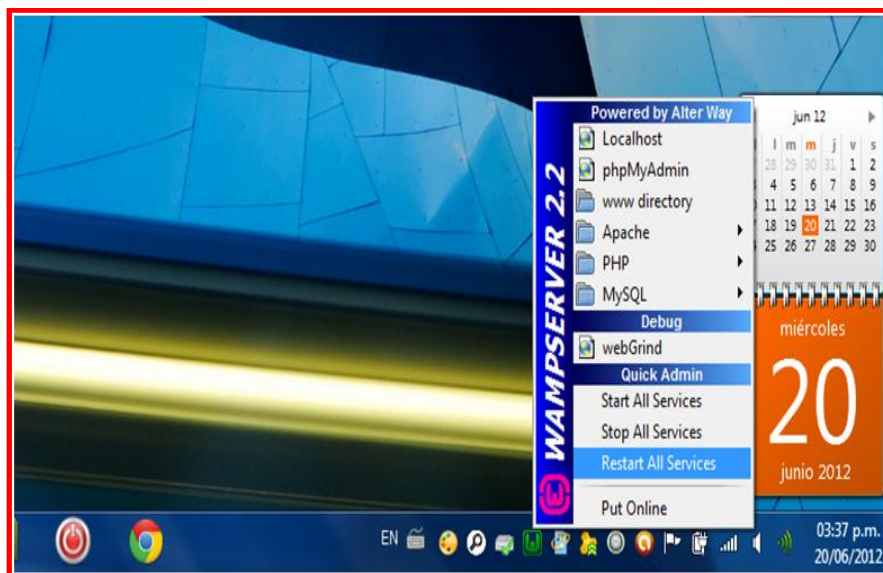 Powered by Alter Way
Localhost
phpMyAdmin
www directory
Apache
PHP
MySQL
Debug
webGrind
Quick Admin
Start All Services
Stop All Services
Restart All Services
Put Online
WAMPSERVER 2.2
jun 12
l m m j v s
28 29 30 31 1 2
4 5 6 7 8 9
11 12 13 14 15 16
18 19 20 21 22 23
25 26 27 28 29 30
miércoles
20
junio 2012
EN
03:37 p.m.
20/06/2012